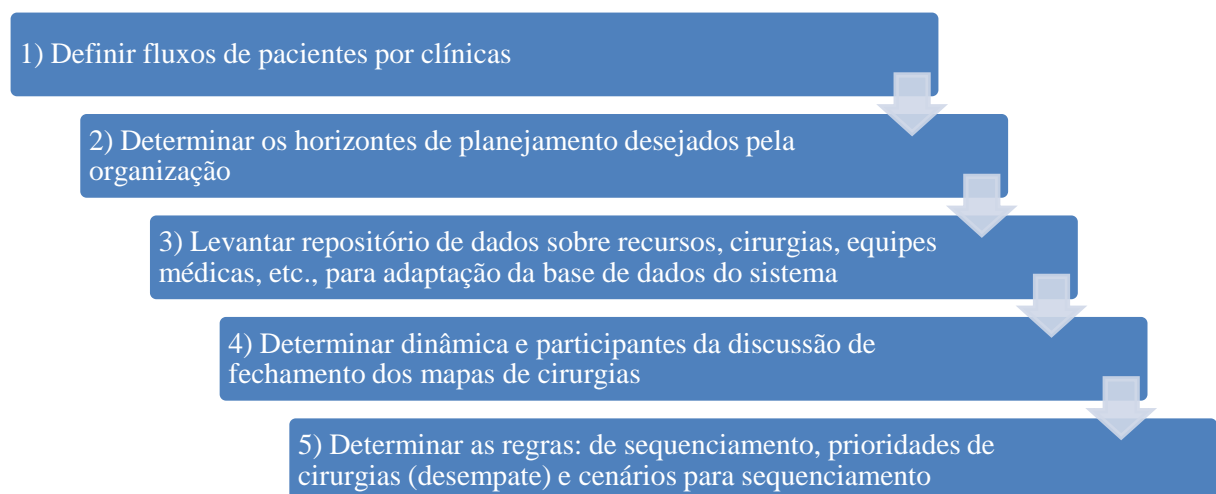 1) Definir fluxos de pacientes por clínicas
2) Determinar os horizontes de planejamento desejados pela
organização
3) Levantar repositório de dados sobre recursos, cirurgias, equipes
médicas, etc., para adaptação da base de dados do sistema
4) Determinar dinâmica e participantes da discussão de
fechamento dos mapas de cirurgias
5) Determinar as regras: de sequenciamento, prioridades de
cirurgias (desempate) e cenários para sequenciamento